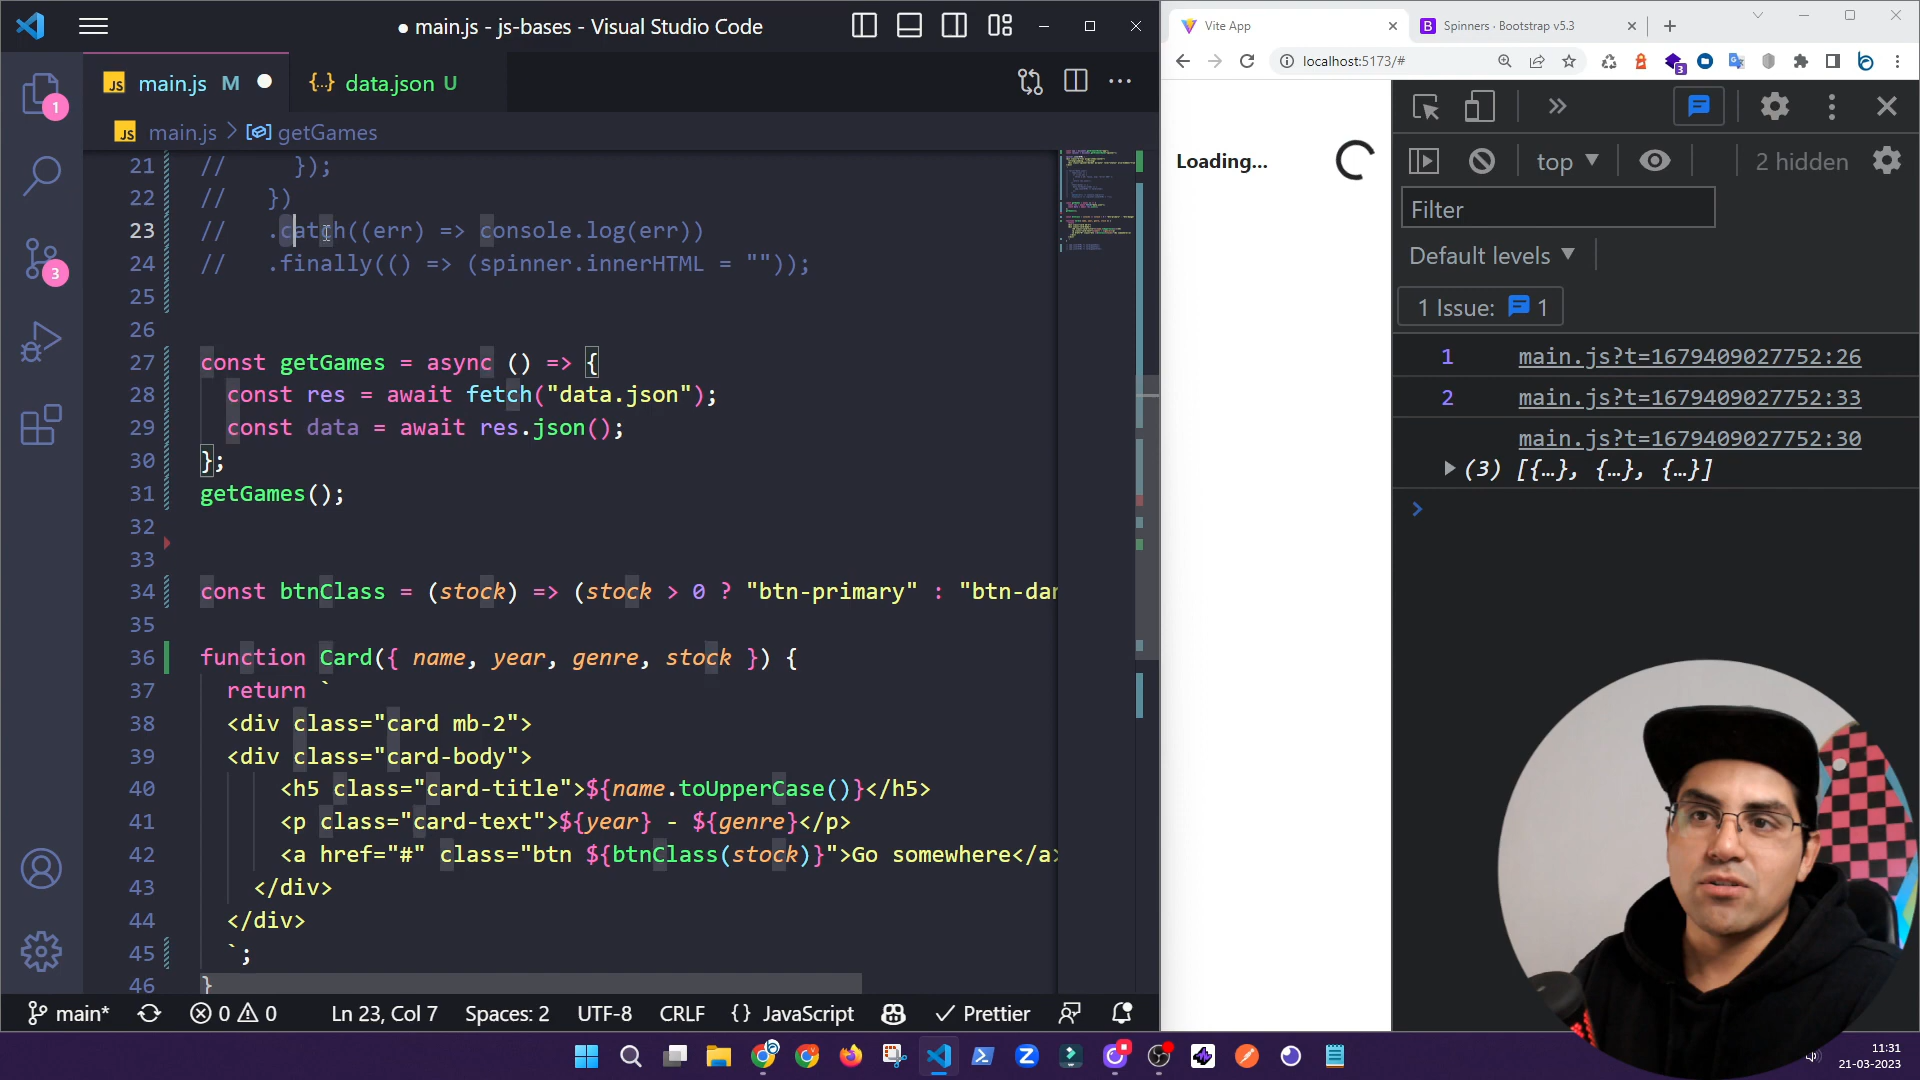 ● main.js - js-bases - Visual Studio Code
JS main.js M ●
{..} data.json U
JS main.js > getGames
21 //     });
22 //   })
23 //   .catch((err) => console.log(err))
24 //   .finally(() => (spinner.innerHTML = ""));
25
26
27 const getGames = async () => {
28   const res = await fetch("data.json");
29   const data = await res.json();
30 };
31 getGames();
32
33
34 const btnClass = (stock) => (stock > 0 ? "btn-primary" : "btn-dan
35
36 function Card({ name, year, genre, stock }) {
37   return `
38   <div class="card mb-2">
39   <div class="card-body">
40       <h5 class="card-title">${name.toUpperCase()}</h5>
41       <p class="card-text">${year} - ${genre}</p>
42       <a href="#" class="btn ${btnClass(stock)}">Go somewhere</a>
43     </div>
44   </div>
45   `;
46 }
1
3
main*
0 0
Ln 23, Col 7
Spaces: 2
UTF-8
CRLF
{} JavaScript
Prettier
Vite App
B Spinners · Bootstrap v5.3
localhost:5173/#
3
Loading...
top
2 hidden
Filter
Default levels
1 Issue: 1
1 main.js?t=1679409027752:26
2 main.js?t=1679409027752:33
main.js?t=1679409027752:30
(3) [{…}, {…}, {…}]
11:31
21-03-2023